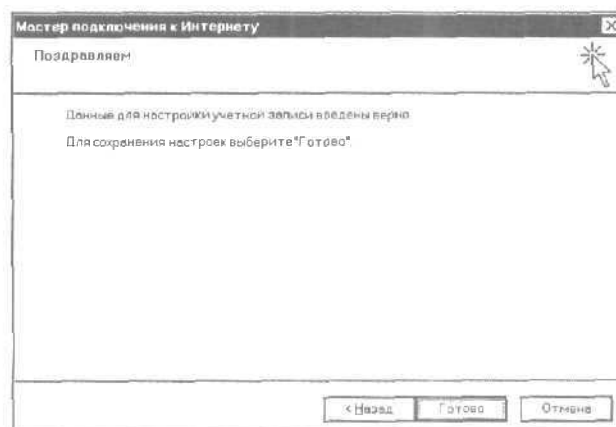 Мастер подключения к Интернету
Поздравляем
Данные для настройки учетной записи введены верно.
Для сохранения настроек выберите "Готово".
< Назад
Готово
Отмена